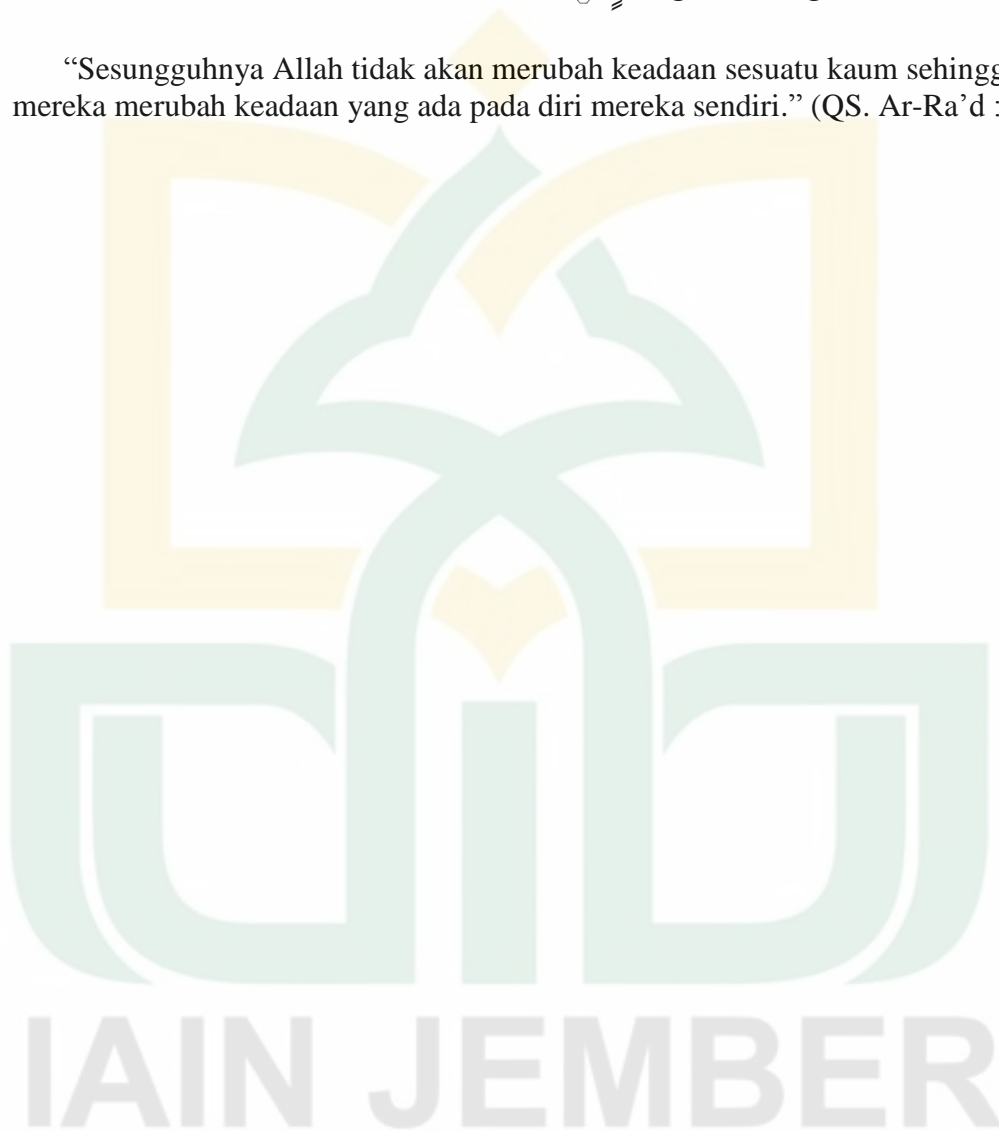 “Sesungguhnya Allah tidak akan merubah keadaan sesuatu kaum
mereka merubah keadaan yang ada pada diri mereka sendiri.” (QS. Ar-Ra’d :
IAIN JEMBER